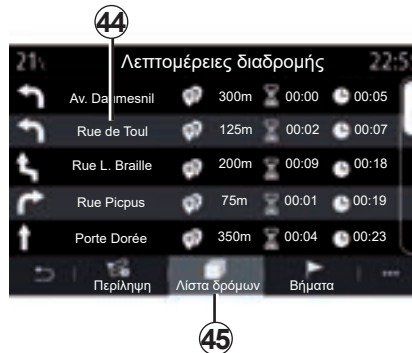 44
21 Λεπτομέρειες διαδρομής 22:5
Av. Daumesnil 300m 00:00 00:05
Rue de Toul 125m 00:02 00:07
Rue L. Braille 200m 00:09 00:18
Rue Picpus 75m 00:01 00:19
Porte Dorée 350m 00:04 00:23
Περίληψη Λίστα δρόμων Βήματα
45